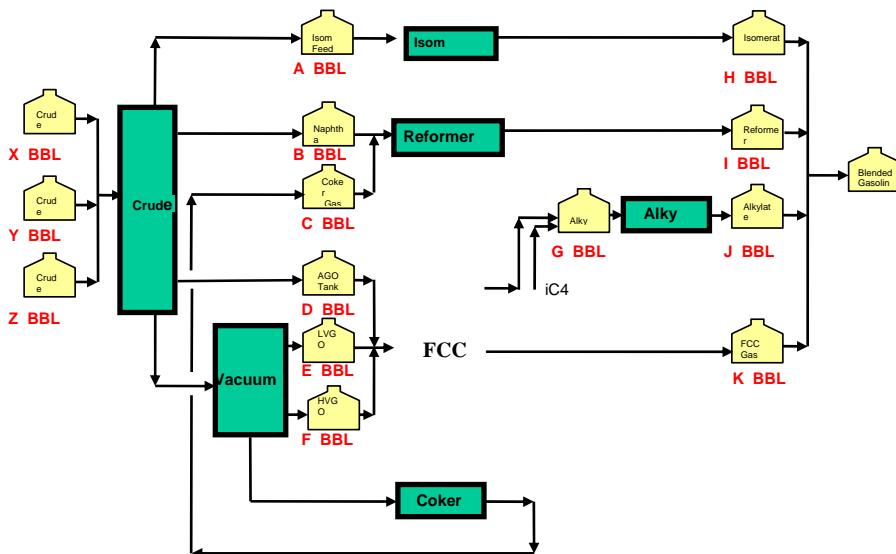 Isom
Feed
A BBL
Isom
Isomerat
H BBL
Crud
e
X BBL
Crud
e
Y BBL
Crud
e
Z BBL
Crude
Naphth
a
B BBL
Reformer
Reforme
r
I BBL
Coke
r
Gas
C BBL
Blended
Gasolin
Alky
G BBL
Alky
Alkylat
e
J BBL
iC4
AGO
Tank
D BBL
LVG
O
E BBL
Vacuum
HVG
O
F BBL
FCC
FCC
Gas
K BBL
Coker